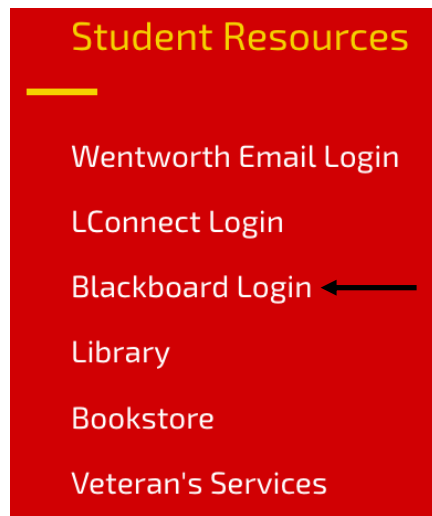 Student Resources
Wentworth Email Login
LConnect Login
Blackboard Login
Library
Bookstore
Veteran's Services